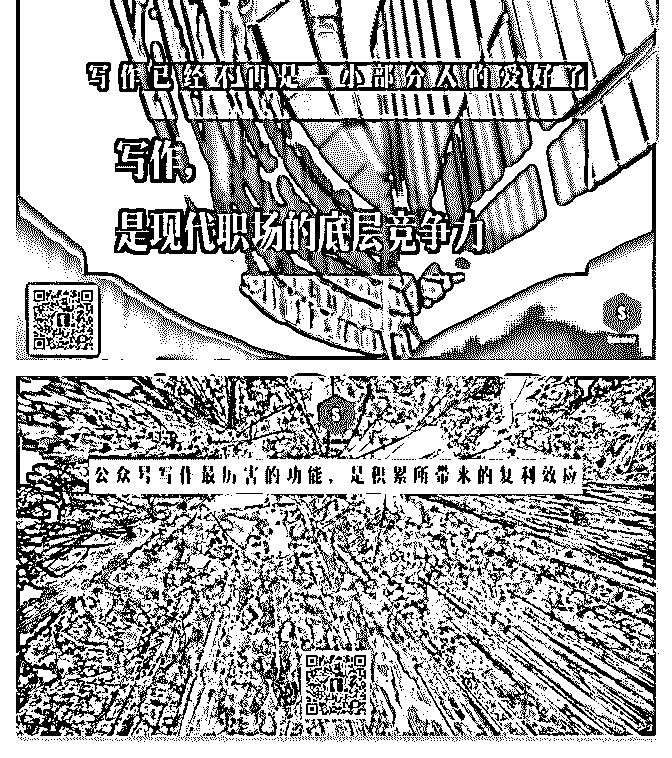 写作已经不再是一小部分人的爱好了
写作，
是现代职场的底层竞争力
S
S
公众号写作最厉害的功能，是积累所带来的复利效应